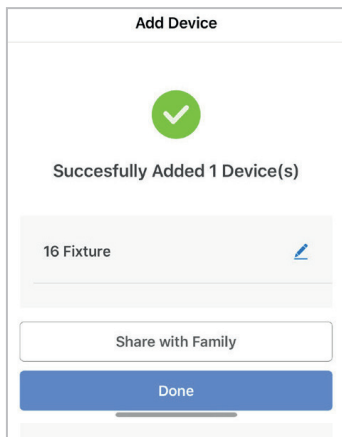 Add Device
Succesfully Added 1 Device(s)
16 Fixture
Share with Family
Done